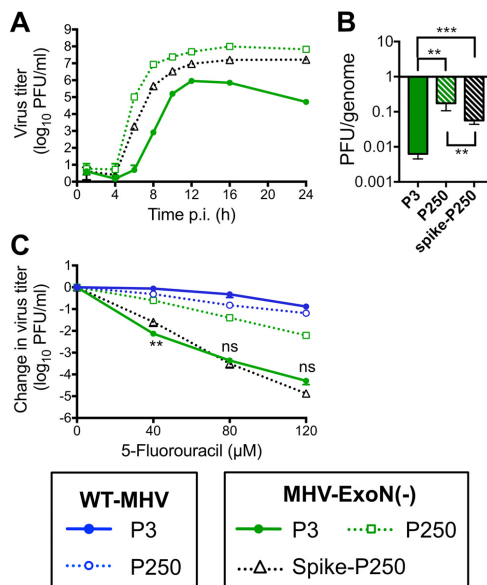 A
Virus titer
(log10 PFU/ml)
9
8
7
6
5
4
3
2
1
0
0 4 8 12 16 20 24
Time p.i. (h)
B
PFU/genome
***
**
1
0.1
0.01
0.001
**
P3
P250
spike-P250
C
Change in virus titer
(log10 PFU/ml)
0
-1
-2
-3
-4
-5
-6
**
ns
ns
0 40 80 120
5-Fluorouracil (μM)
WT-MHV
P3
P250
MHV-ExoN(-)
P3 P250
Spike-P250